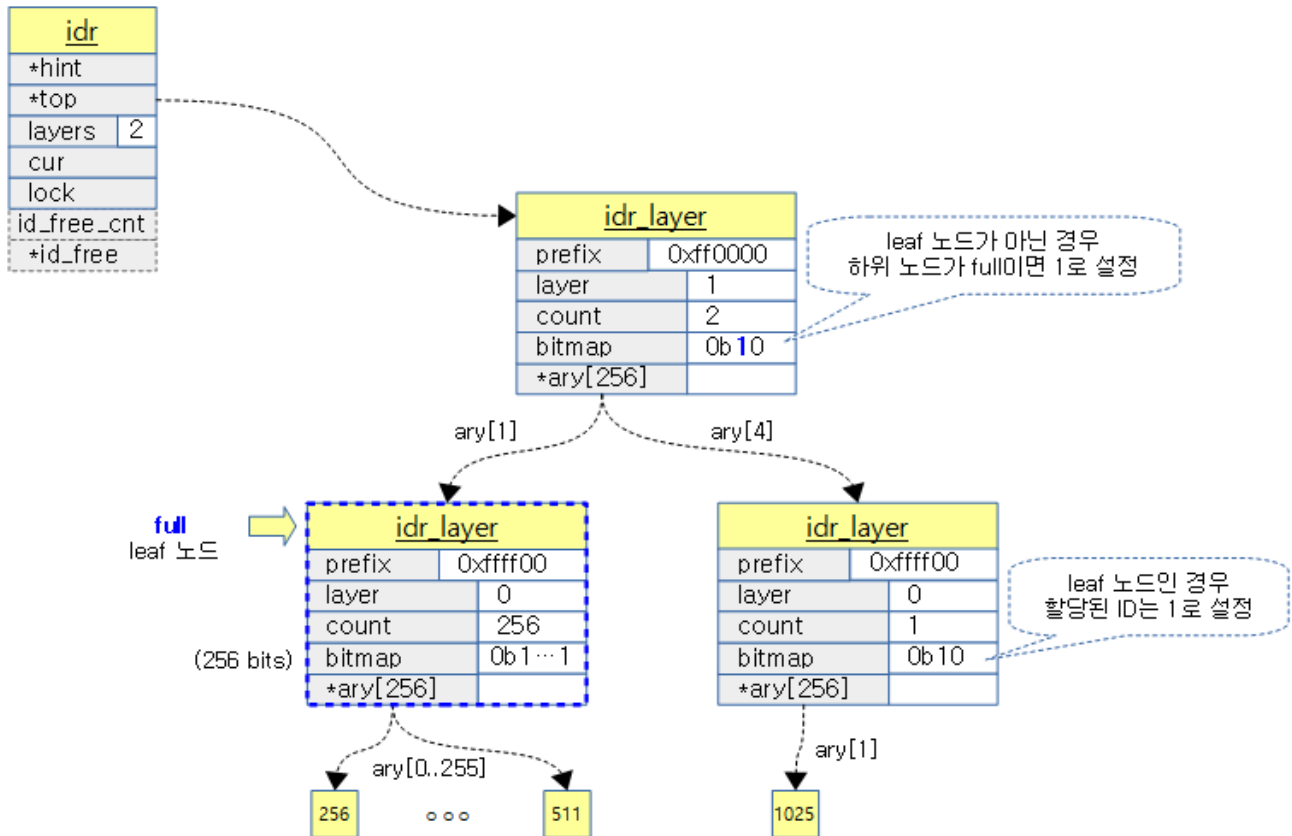 idr
*hint
*top
layers 2
cur
lock
id_free_cnt
*id_free
idr_layer
prefix 0xff0000
layer 1
count 2
bitmap 0b10
*ary[256]
leaf 노드가 아닌 경우
하위 노드가 full이면 1로 설정
ary[1]
ary[4]
full
leaf 노드
(256 bits)
idr_layer
prefix 0xffff00
layer 0
count 256
bitmap 0b1…1
*ary[256]
idr_layer
prefix 0xffff00
layer 0
count 1
bitmap 0b10
*ary[256]
leaf 노드인 경우
할당된 ID는 1로 설정
ary[0..255]
ary[1]
256
511
1025